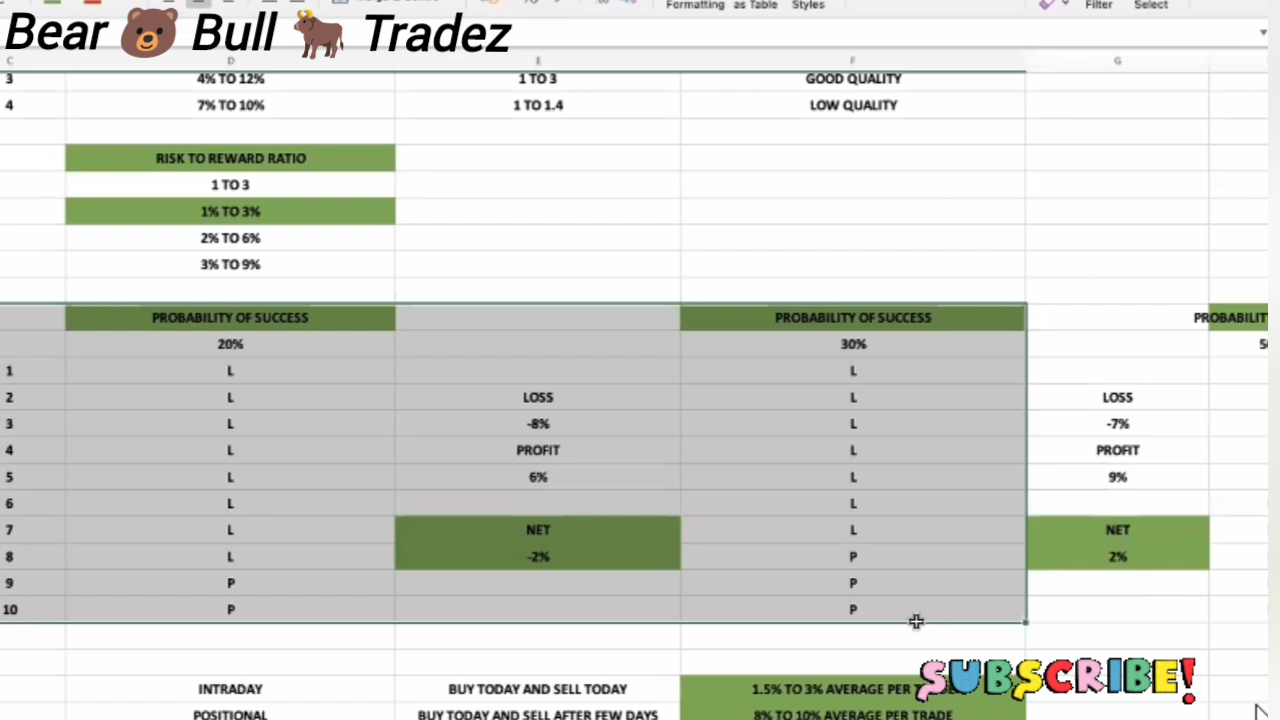 Formatting as Table Styles Filter Select
Bear 🐻 Bull 🐂 Tradez
C D E F G
3 4% TO 12% 1 TO 3 GOOD QUALITY
4 7% TO 10% 1 TO 1.4 LOW QUALITY
RISK TO REWARD RATIO
1 TO 3
1% TO 3%
2% TO 6%
3% TO 9%
PROBABILITY OF SUCCESS PROBABILITY OF SUCCESS
20% 30%
1 L L
2 L LOSS L LOSS
3 L -8% L -7%
4 L PROFIT L PROFIT
5 L 6% L 9%
6 L L
7 L NET L NET
8 L -2% P 2%
9 P P
10 P P
SUBSCRIBE!
INTRADAY BUY TODAY AND SELL TODAY 1.5% TO 3% AVERAGE PER
POSITIONAL BUY TODAY AND SELL AFTER FEW DAYS 8% TO 10% AVERAGE PER TRADE